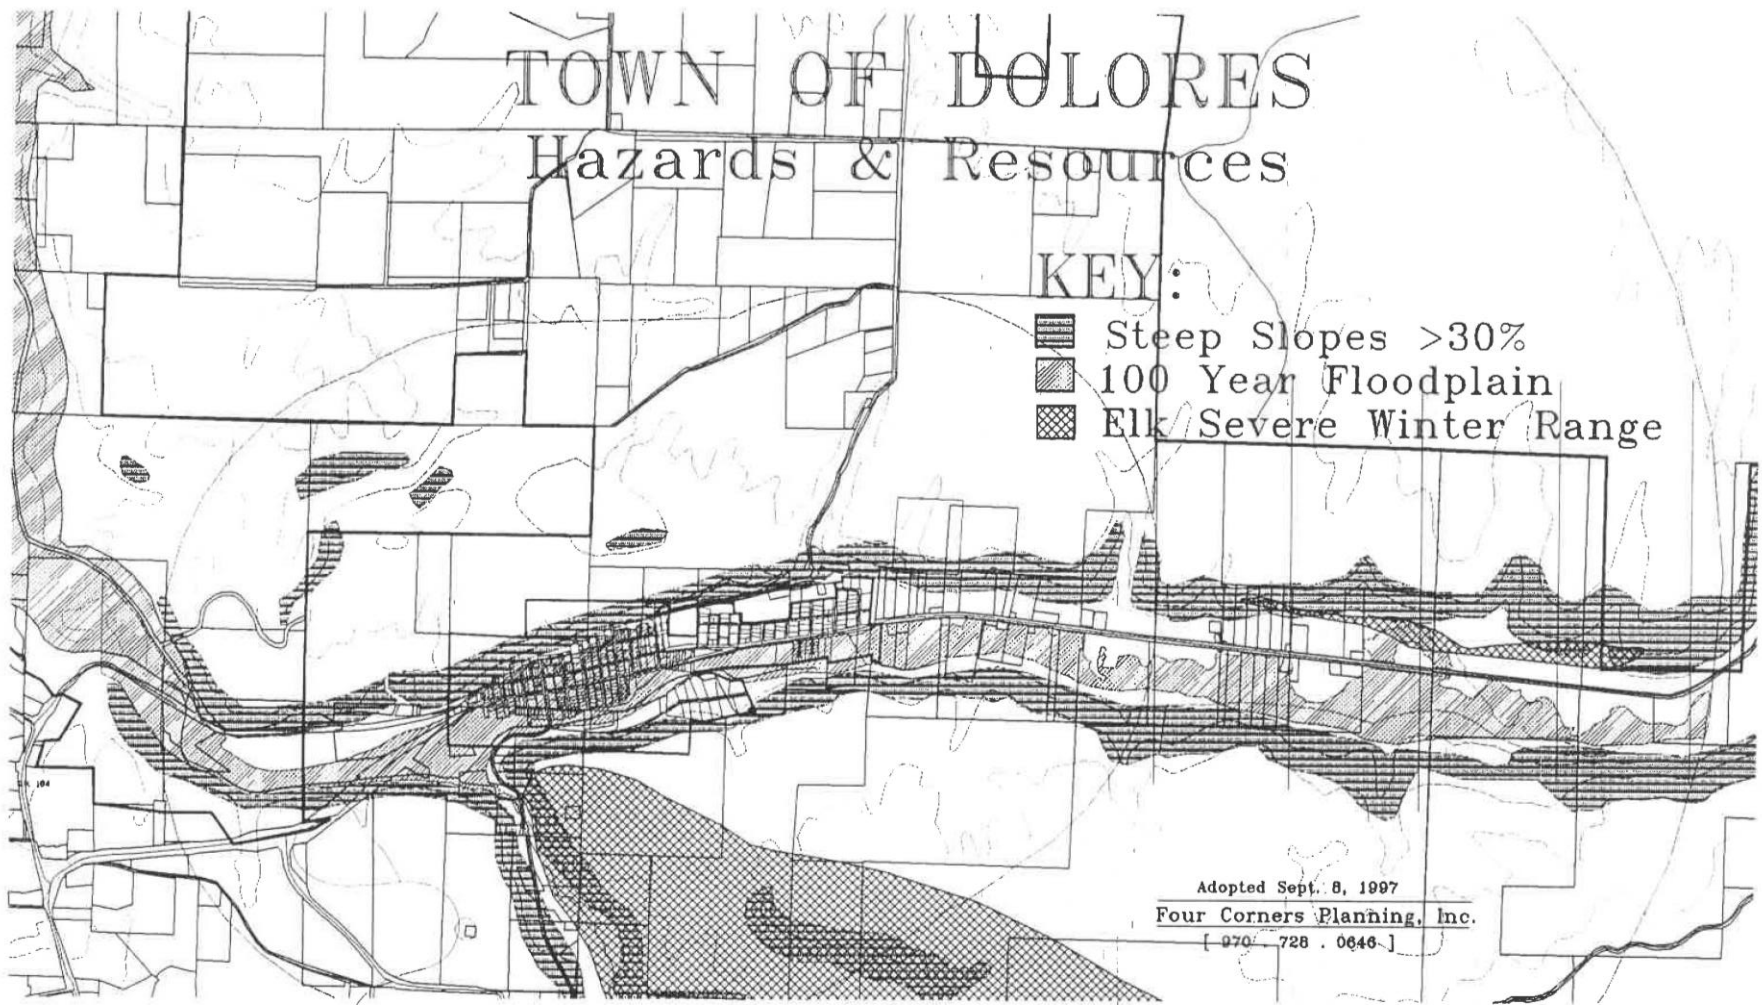 TOWN OF DOLORES
Hazards & Resources
KEY:
Steep Slopes >30%
100 Year Floodplain
Elk Severe Winter Range
Adopted Sept. 8, 1997
Four Corners Planning, Inc.
[ 970 . 728 . 0646 ]